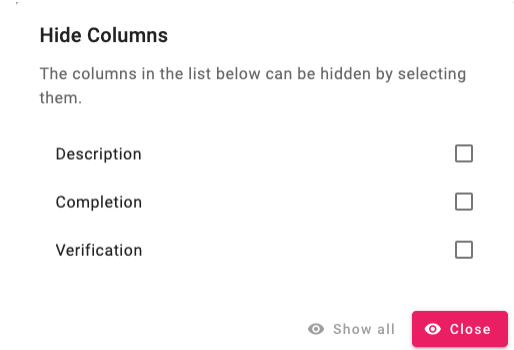 Hide Columns
The columns in the list below can be hidden by selecting
them.
Description
Completion
Verification
Show all
Close